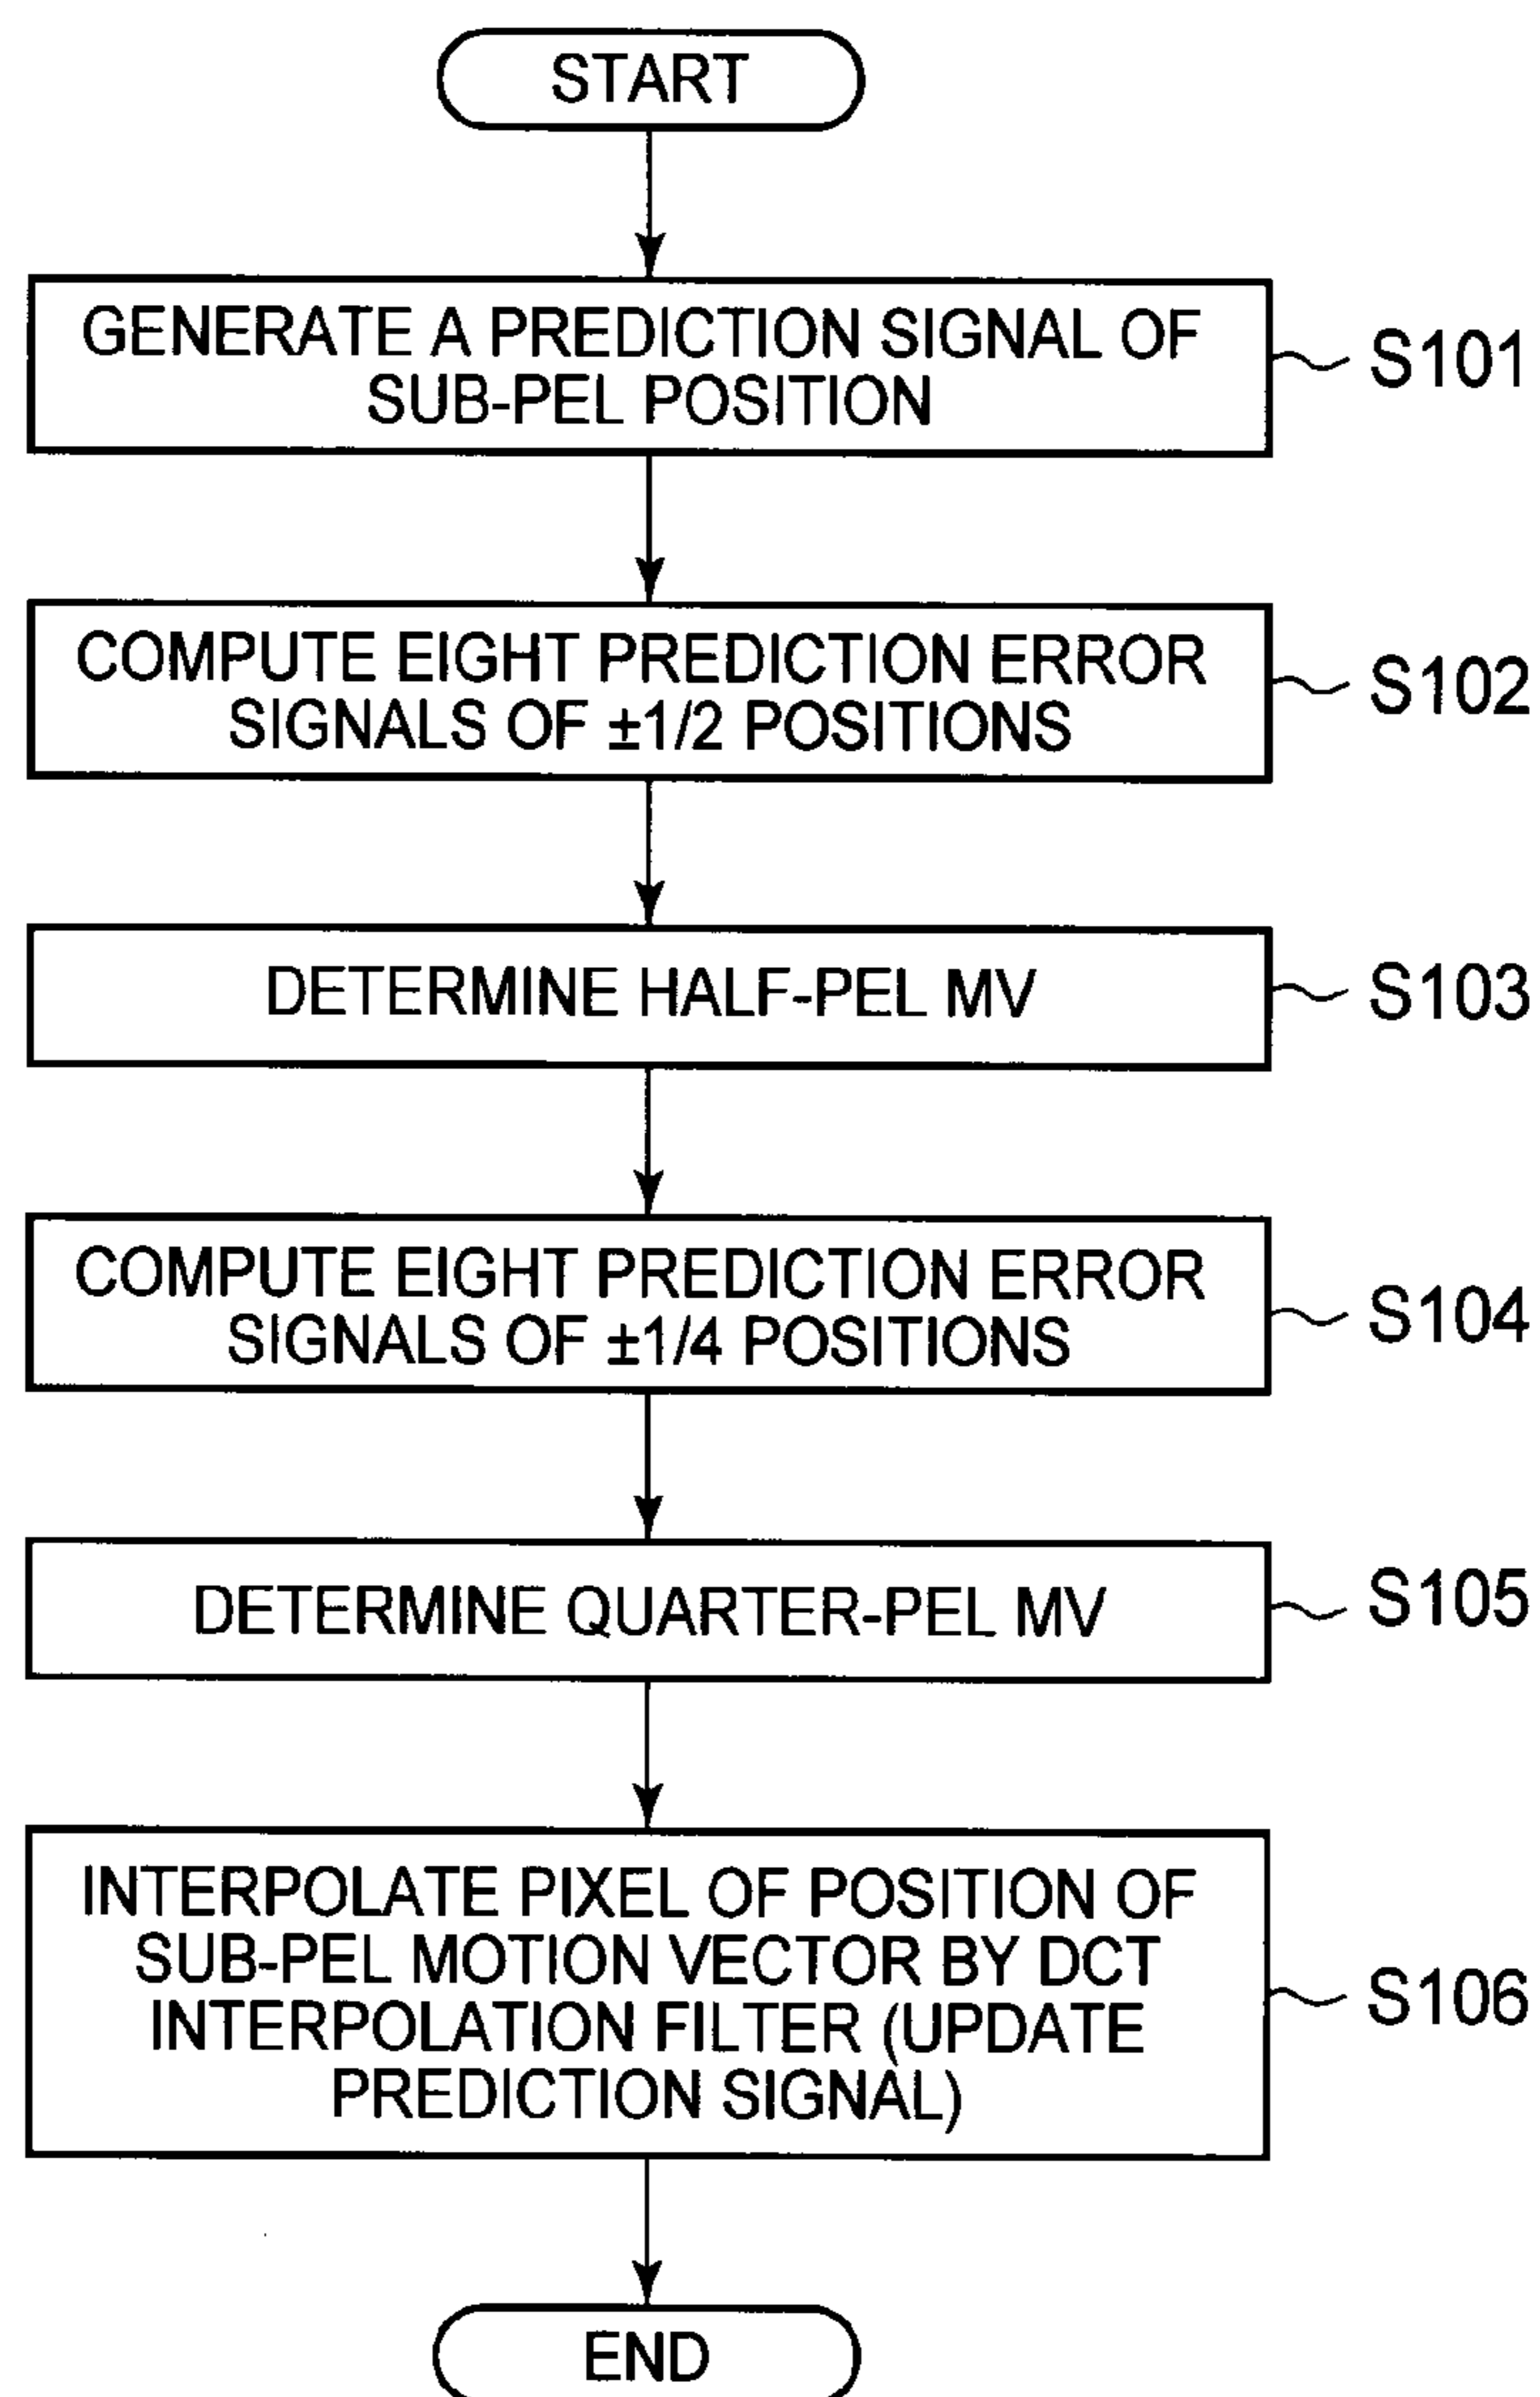 START
GENERATE A PREDICTION SIGNAL OF
SUB-PEL POSITION
S101
COMPUTE EIGHT PREDICTION ERROR
SIGNALS OF ±1/2 POSITIONS
S102
DETERMINE HALF-PEL MV
S103
COMPUTE EIGHT PREDICTION ERROR
SIGNALS OF ±1/4 POSITIONS
S104
DETERMINE QUARTER-PEL MV
S105
INTERPOLATE PIXEL OF POSITION OF
SUB-PEL MOTION VECTOR BY DCT
INTERPOLATION FILTER (UPDATE
PREDICTION SIGNAL)
S106
END